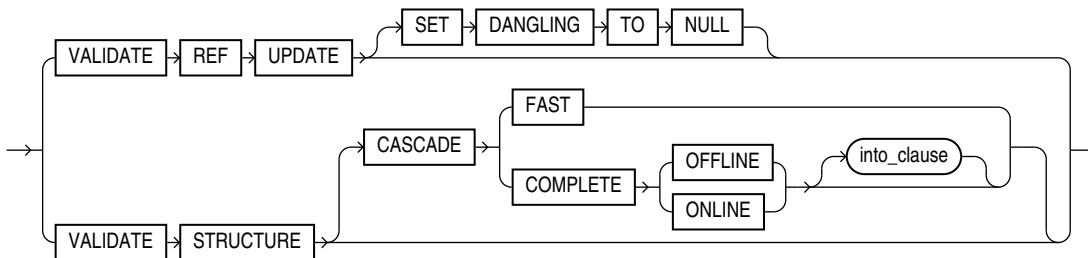 SET DANGLING TO NULL
VALIDATE REF UPDATE
FAST
CASCADE
OFFLINE into_clause
COMPLETE
ONLINE
VALIDATE STRUCTURE